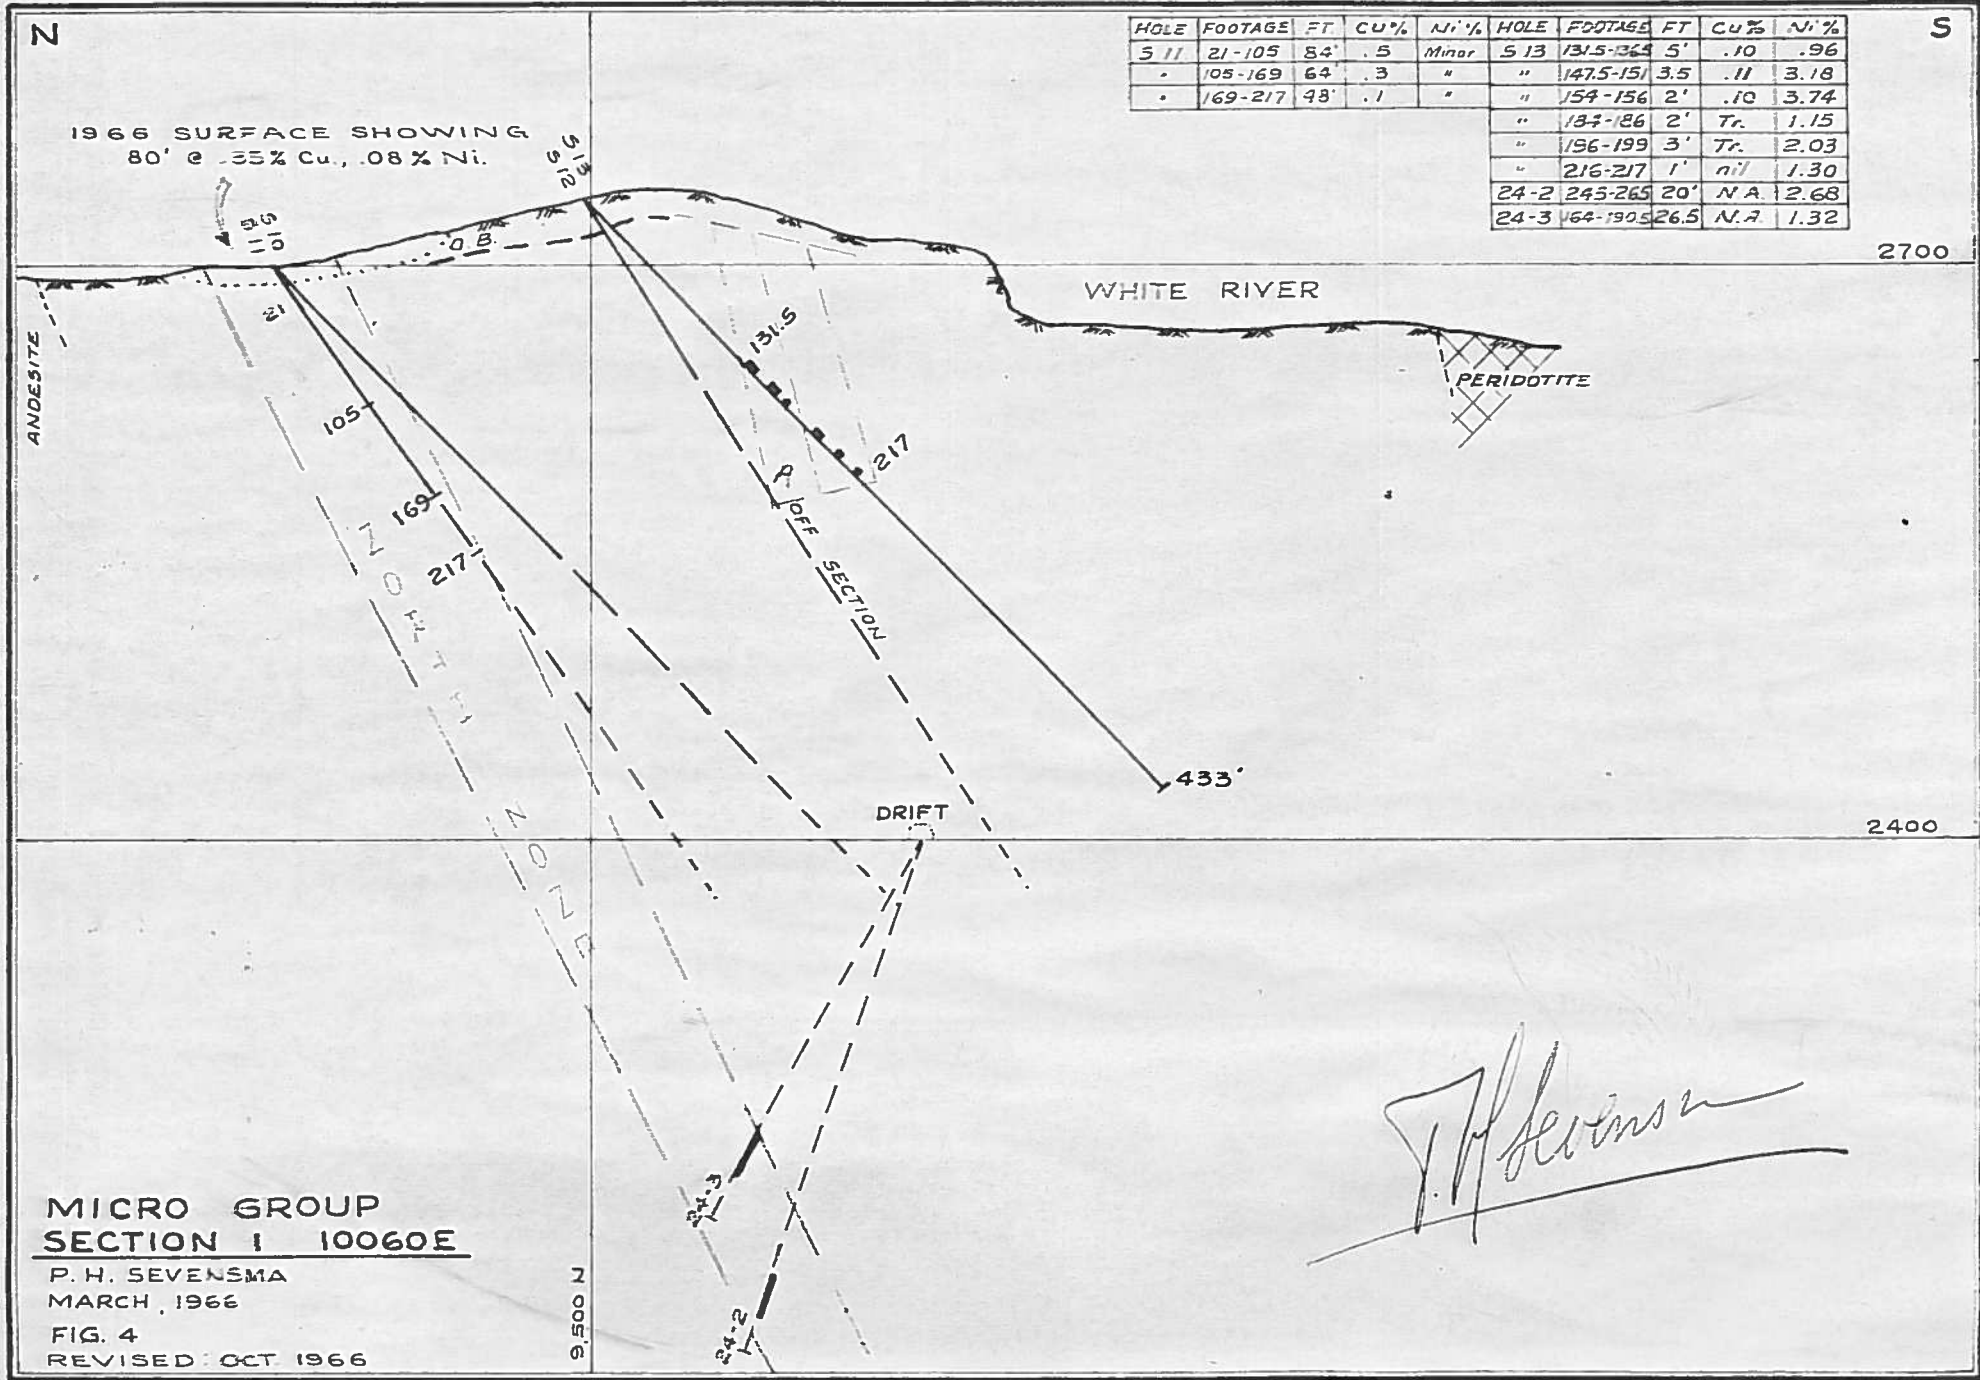 N
S
HOLE FOOTAGE FT. CU% Ni% HOLE FOOTAGE FT CU% Ni%
S 11 21-105 84' .5 Minor S 13 131.5-136.5 5' .10 .96
" 105-169 64' .3 " " 147.5-151 3.5 .11 3.18
" 169-217 48' .1 " " 154-156 2' .10 3.74
" 184-186 2' Tr. 1.15
" 196-199 3' Tr. 2.03
" 216-217 1' nil 1.30
24-2 245-265 20' N.A. 2.68
24-3 164-190.5 26.5 N.A. 1.32
1966 SURFACE SHOWING
80' @ .35% Cu., .08% Ni.
S 13
S 12
S 10
S 11
O.B.
2700
WHITE RIVER
21
ANDESITE
131.5
PERIDOTITE
105
217
169
OFF SECTION
217
NORTH ZONE
433'
DRIFT
2400
24-3
24-2
9,500 N
MICRO GROUP
SECTION 1 10060E
P. H. SEVENSMA
MARCH, 1966
FIG. 4
REVISED: OCT 1966
P.H. Sevensma